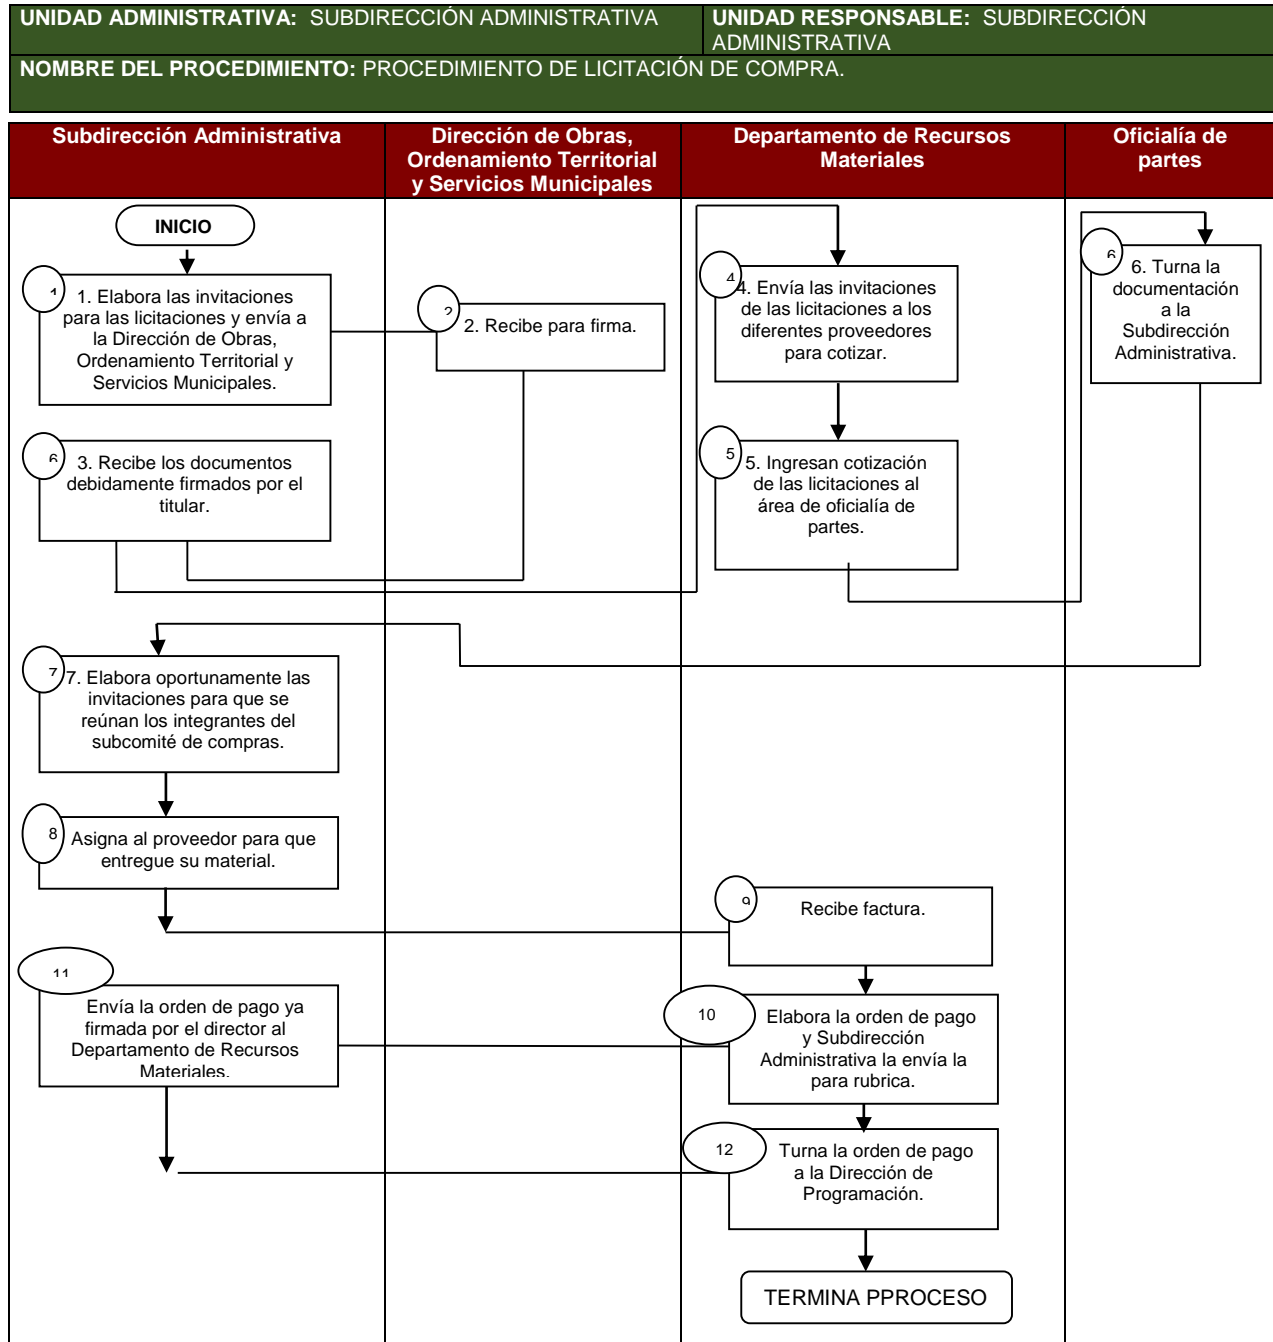 UNIDAD ADMINISTRATIVA: SUBDIRECCIÓN ADMINISTRATIVA
UNIDAD RESPONSABLE: SUBDIRECCIÓN
ADMINISTRATIVA
NOMBRE DEL PROCEDIMIENTO: PROCEDIMIENTO DE LICITACIÓN DE COMPRA.
Subdirección Administrativa
Dirección de Obras,
Ordenamiento Territorial
y Servicios Municipales
Departamento de Recursos
Materiales
Oficialía de
partes
INICIO
1
1. Elabora las invitaciones
para las licitaciones y envía a
la Dirección de Obras,
Ordenamiento Territorial y
Servicios Municipales.
2
2. Recibe para firma.
4
4. Envía las invitaciones
de las licitaciones a los
diferentes proveedores
para cotizar.
6
6. Turna la
documentación
a la
Subdirección
Administrativa.
6
3. Recibe los documentos
debidamente firmados por el
titular.
5
5. Ingresan cotización
de las licitaciones al
área de oficialía de
partes.
7
7. Elabora oportunamente las
invitaciones para que se
reúnan los integrantes del
subcomité de compras.
8
Asigna al proveedor para que
entregue su material.
9
Recibe factura.
11
Envía la orden de pago ya
firmada por el director al
Departamento de Recursos
Materiales.
10
Elabora la orden de pago
y Subdirección
Administrativa la envía la
para rubrica.
12
Turna la orden de pago
a la Dirección de
Programación.
TERMINA PPROCESO